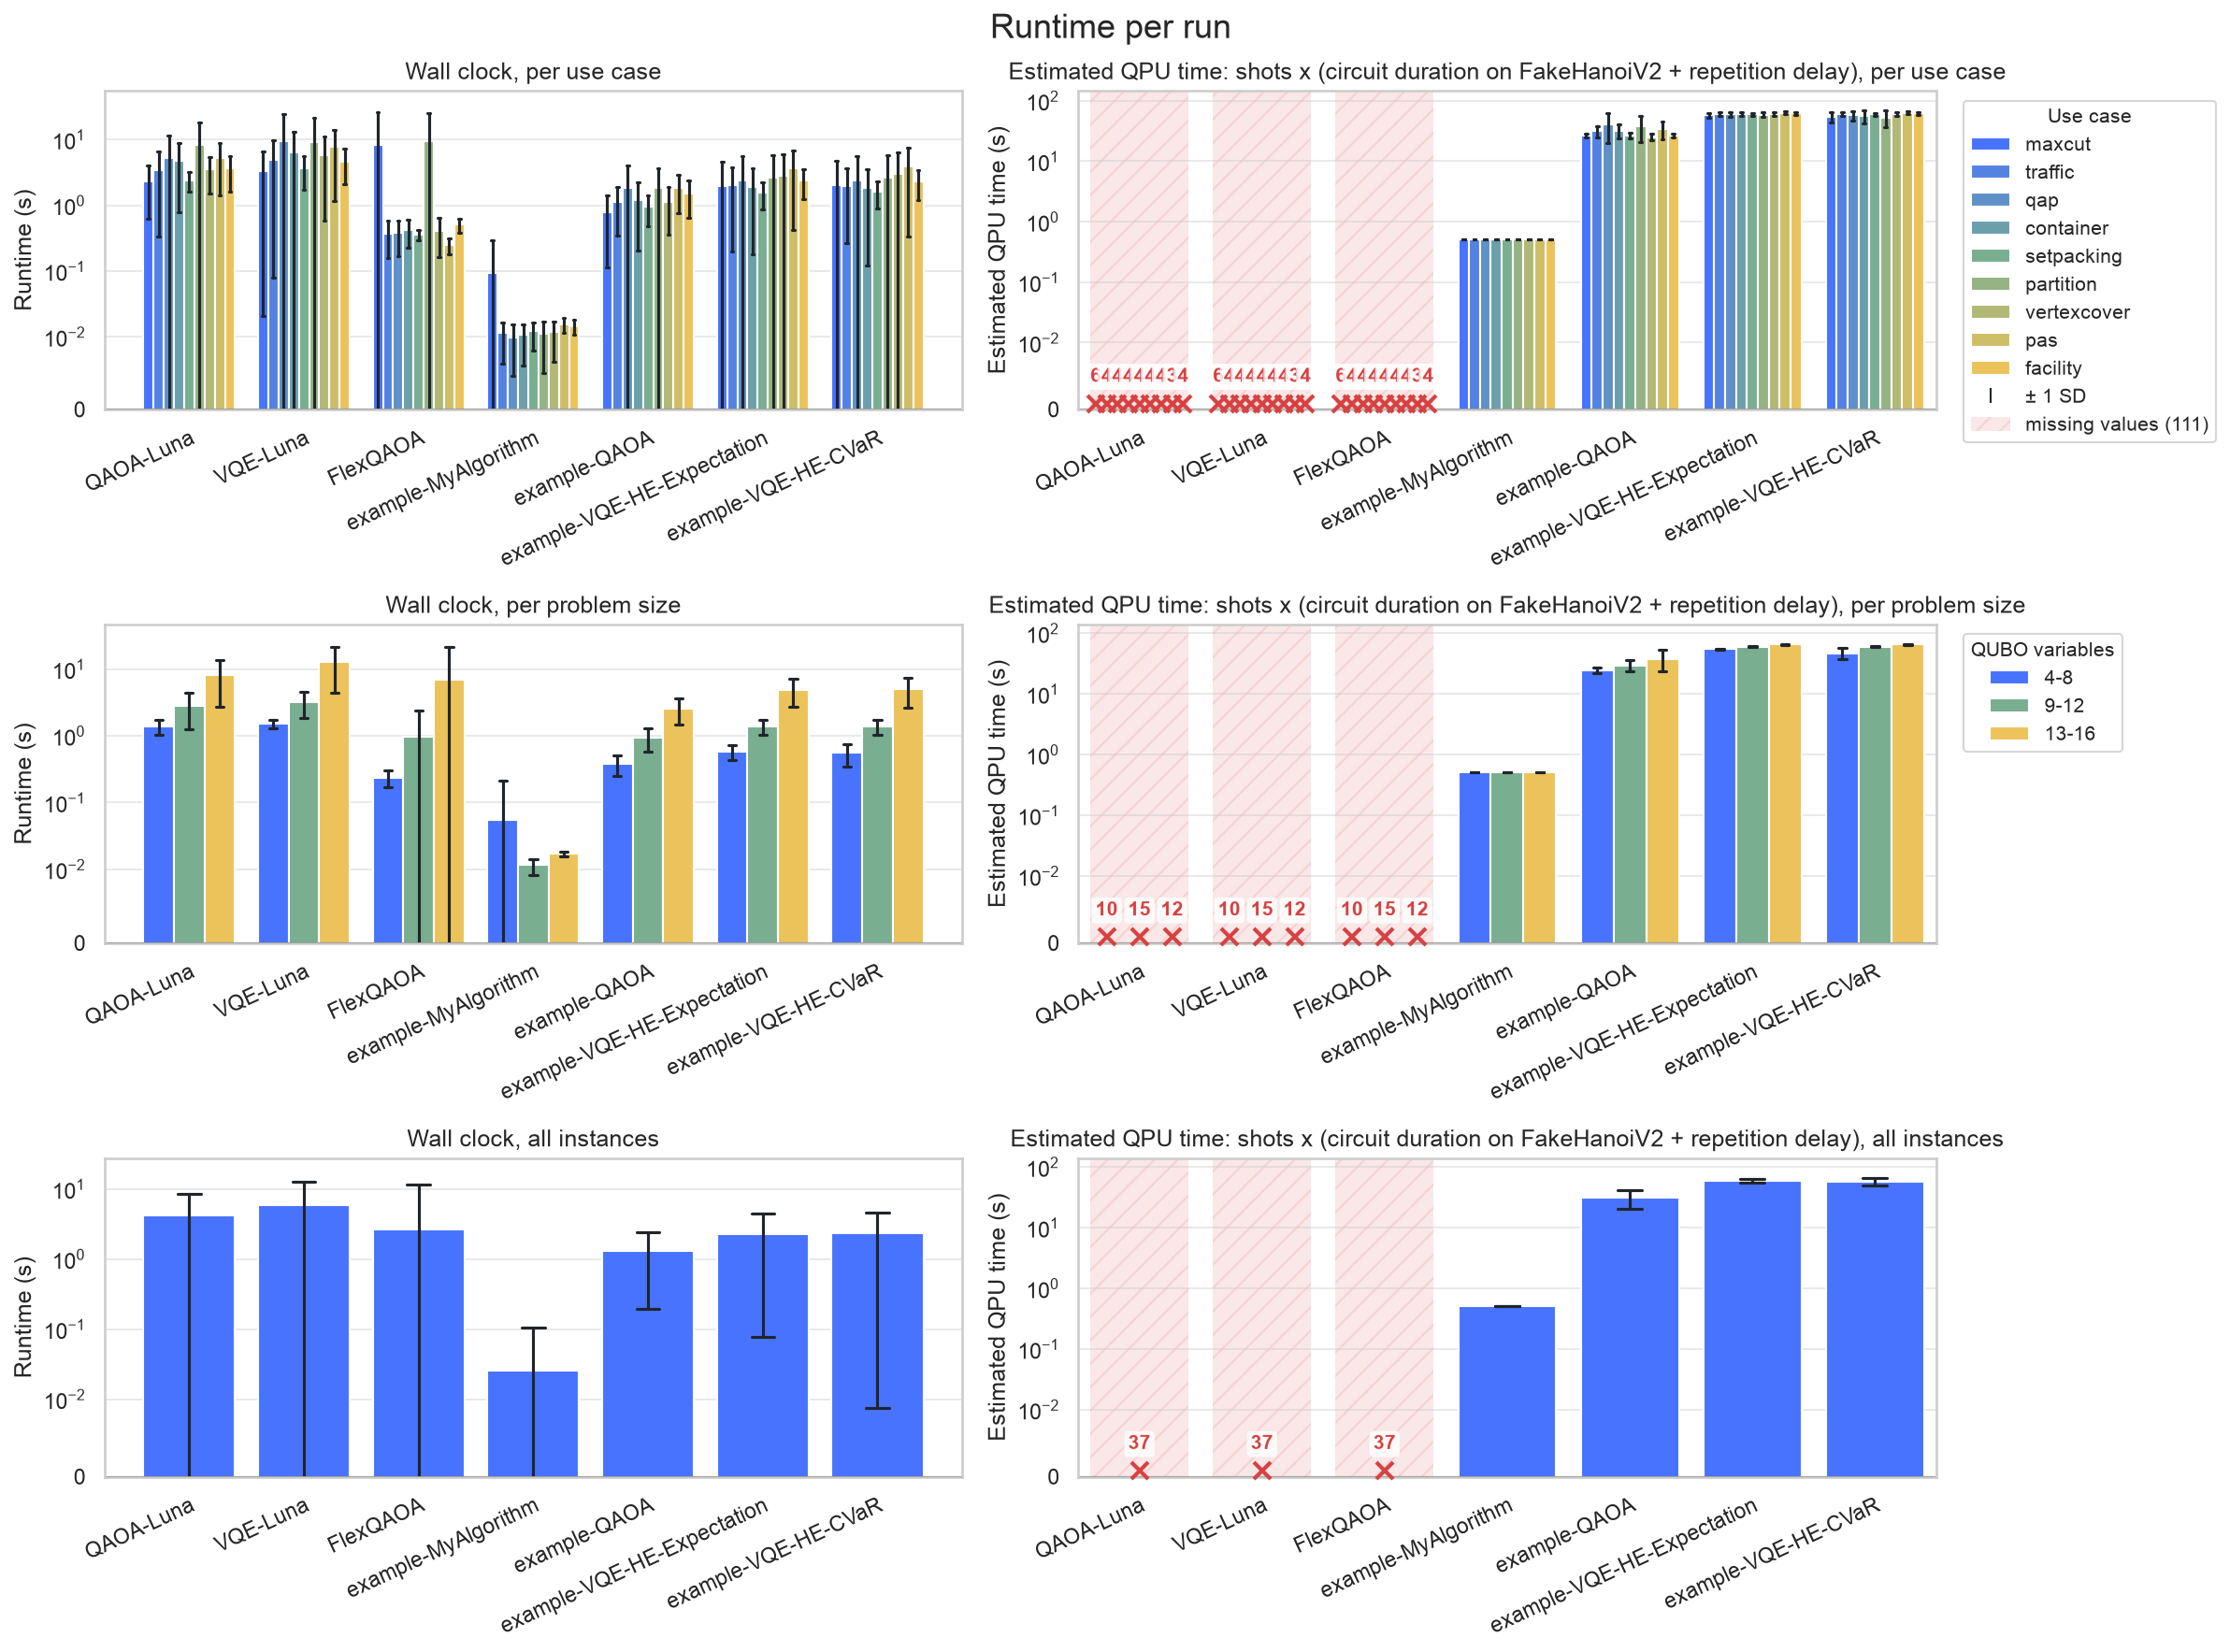 Runtime per run
Wall clock, per use case
Runtime (s)
10^1
10^0
10^-1
10^-2
0
QAOA-Luna
VQE-Luna
FlexQAOA
example-MyAlgorithm
example-QAOA
example-VQE-HE-Expectation
example-VQE-HE-CVaR
Estimated QPU time: shots x (circuit duration on FakeHanoiV2 + repetition delay), per use case
Estimated QPU time (s)
10^2
10^1
10^0
10^-1
10^-2
0
644444434
644444434
644444434
QAOA-Luna
VQE-Luna
FlexQAOA
example-MyAlgorithm
example-QAOA
example-VQE-HE-Expectation
example-VQE-HE-CVaR
Use case
maxcut
traffic
qap
container
setpacking
partition
vertexcover
pas
facility
± 1 SD
missing values (111)
Wall clock, per problem size
Runtime (s)
10^1
10^0
10^-1
10^-2
0
QAOA-Luna
VQE-Luna
FlexQAOA
example-MyAlgorithm
example-QAOA
example-VQE-HE-Expectation
example-VQE-HE-CVaR
Estimated QPU time: shots x (circuit duration on FakeHanoiV2 + repetition delay), per problem size
Estimated QPU time (s)
10^2
10^1
10^0
10^-1
10^-2
0
10 15 12
10 15 12
10 15 12
QAOA-Luna
VQE-Luna
FlexQAOA
example-MyAlgorithm
example-QAOA
example-VQE-HE-Expectation
example-VQE-HE-CVaR
QUBO variables
4-8
9-12
13-16
Wall clock, all instances
Runtime (s)
10^1
10^0
10^-1
10^-2
0
QAOA-Luna
VQE-Luna
FlexQAOA
example-MyAlgorithm
example-QAOA
example-VQE-HE-Expectation
example-VQE-HE-CVaR
Estimated QPU time: shots x (circuit duration on FakeHanoiV2 + repetition delay), all instances
Estimated QPU time (s)
10^2
10^1
10^0
10^-1
10^-2
0
37
37
37
QAOA-Luna
VQE-Luna
FlexQAOA
example-MyAlgorithm
example-QAOA
example-VQE-HE-Expectation
example-VQE-HE-CVaR